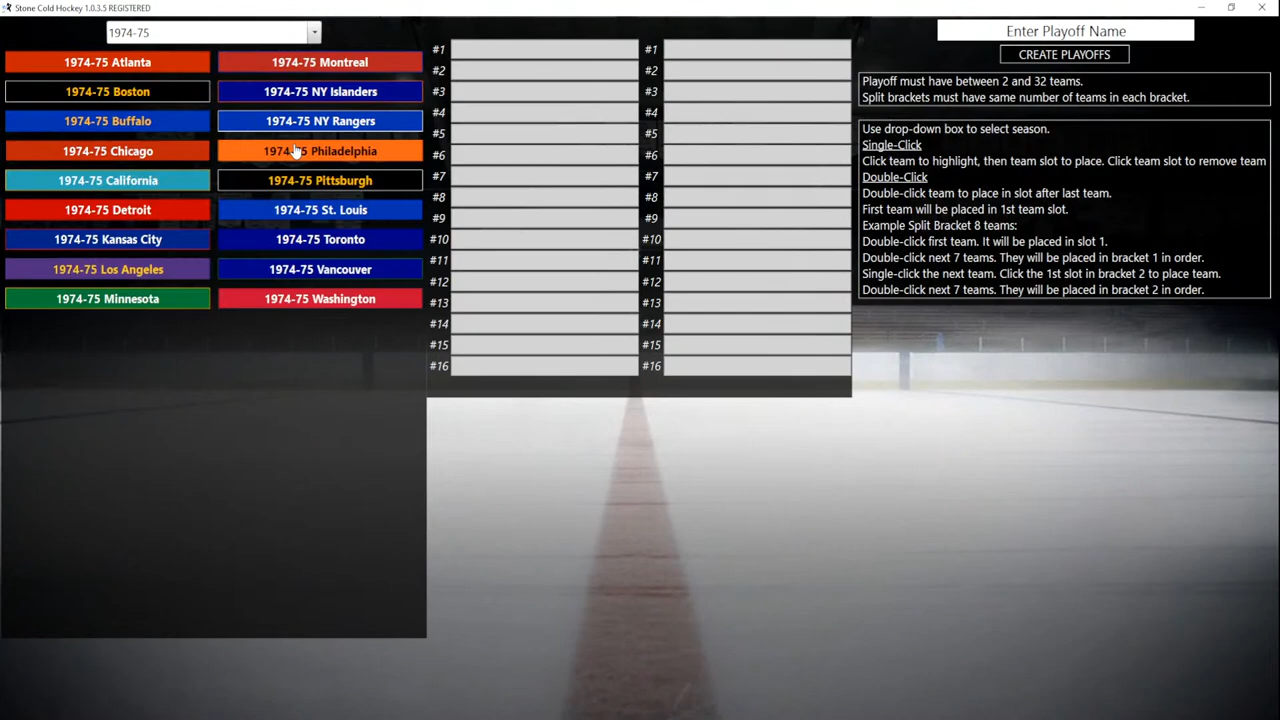 Stone Cold Hockey 1.0.3.5 REGISTERED
1974-75
1974-75 Atlanta
1974-75 Boston
1974-75 Buffalo
1974-75 Chicago
1974-75 California
1974-75 Detroit
1974-75 Kansas City
1974-75 Los Angeles
1974-75 Minnesota
1974-75 Montreal
1974-75 NY Islanders
1974-75 NY Rangers
1974-75 Philadelphia
1974-75 Pittsburgh
1974-75 St. Louis
1974-75 Toronto
1974-75 Vancouver
1974-75 Washington
#1
#2
#3
#4
#5
#6
#7
#8
#9
#10
#11
#12
#13
#14
#15
#16
#1
#2
#3
#4
#5
#6
#7
#8
#9
#10
#11
#12
#13
#14
#15
#16
Enter Playoff Name
CREATE PLAYOFFS
Playoff must have between 2 and 32 teams.
Split brackets must have same number of teams in each bracket.
Use drop-down box to select season.
Single-Click
Click team to highlight, then team slot to place. Click team slot to remove team
Double-Click
Double-click team to place in slot after last team.
First team will be placed in 1st team slot.
Example Split Bracket 8 teams:
Double-click first team. It will be placed in slot 1.
Double-click next 7 teams. They will be placed in bracket 1 in order.
Single-click the next team. Click the 1st slot in bracket 2 to place team.
Double-click next 7 teams. They will be placed in bracket 2 in order.